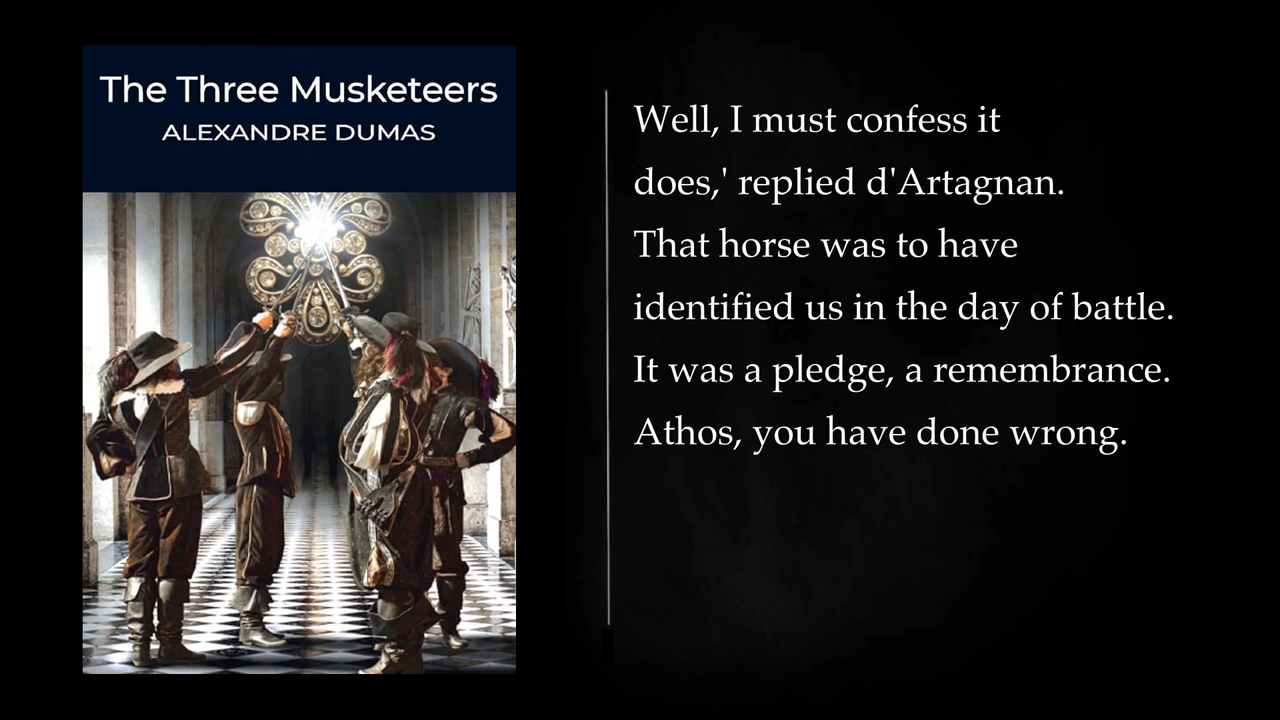 The Three Musketeers
ALEXANDRE DUMAS
Well, I must confess it
does,' replied d'Artagnan.
That horse was to have
identified us in the day of battle.
It was a pledge, a remembrance.
Athos, you have done wrong.